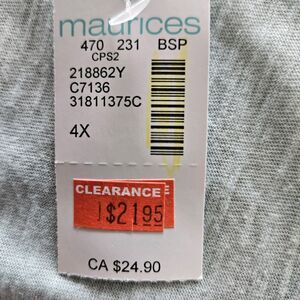 maurices
470 231 BSP
CPS2
218862Y
C7136
31811375C
4X
CLEARANCE
$21.95
CA $24.90